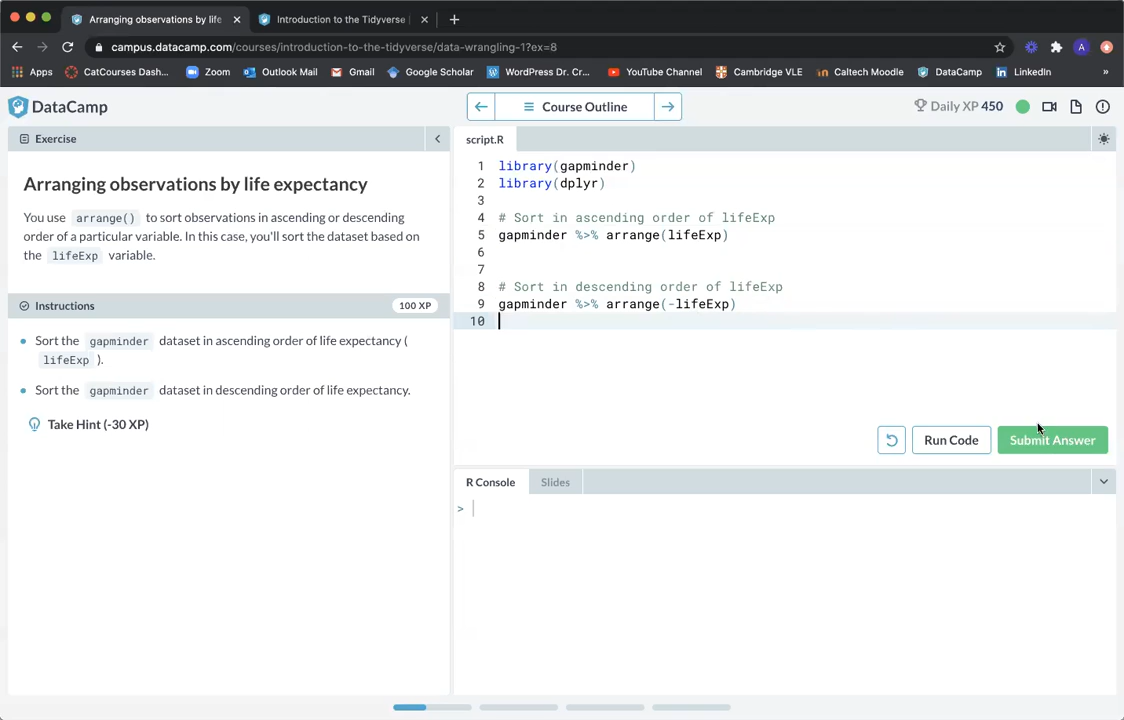 Arranging observations by life
Introduction to the Tidyverse
campus.datacamp.com/courses/introduction-to-the-tidyverse/data-wrangling-1?ex=8
A
Apps
CatCourses Dash...
Zoom
Outlook Mail
Gmail
Google Scholar
WordPress Dr. Cr...
YouTube Channel
Cambridge VLE
Caltech Moodle
DataCamp
LinkedIn
»
DataCamp
Course Outline
Daily XP 450
Exercise
Arranging observations by life expectancy
You use arrange() to sort observations in ascending or descending
order of a particular variable. In this case, you'll sort the dataset based on
the lifeExp variable.
Instructions
100 XP
Sort the gapminder dataset in ascending order of life expectancy (
lifeExp ).
Sort the gapminder dataset in descending order of life expectancy.
Take Hint (-30 XP)
script.R
1 library(gapminder)
2 library(dplyr)
3
4 # Sort in ascending order of lifeExp
5 gapminder %>% arrange(lifeExp)
6
7
8 # Sort in descending order of lifeExp
9 gapminder %>% arrange(-lifeExp)
10
Run Code
Submit Answer
R Console
Slides
>